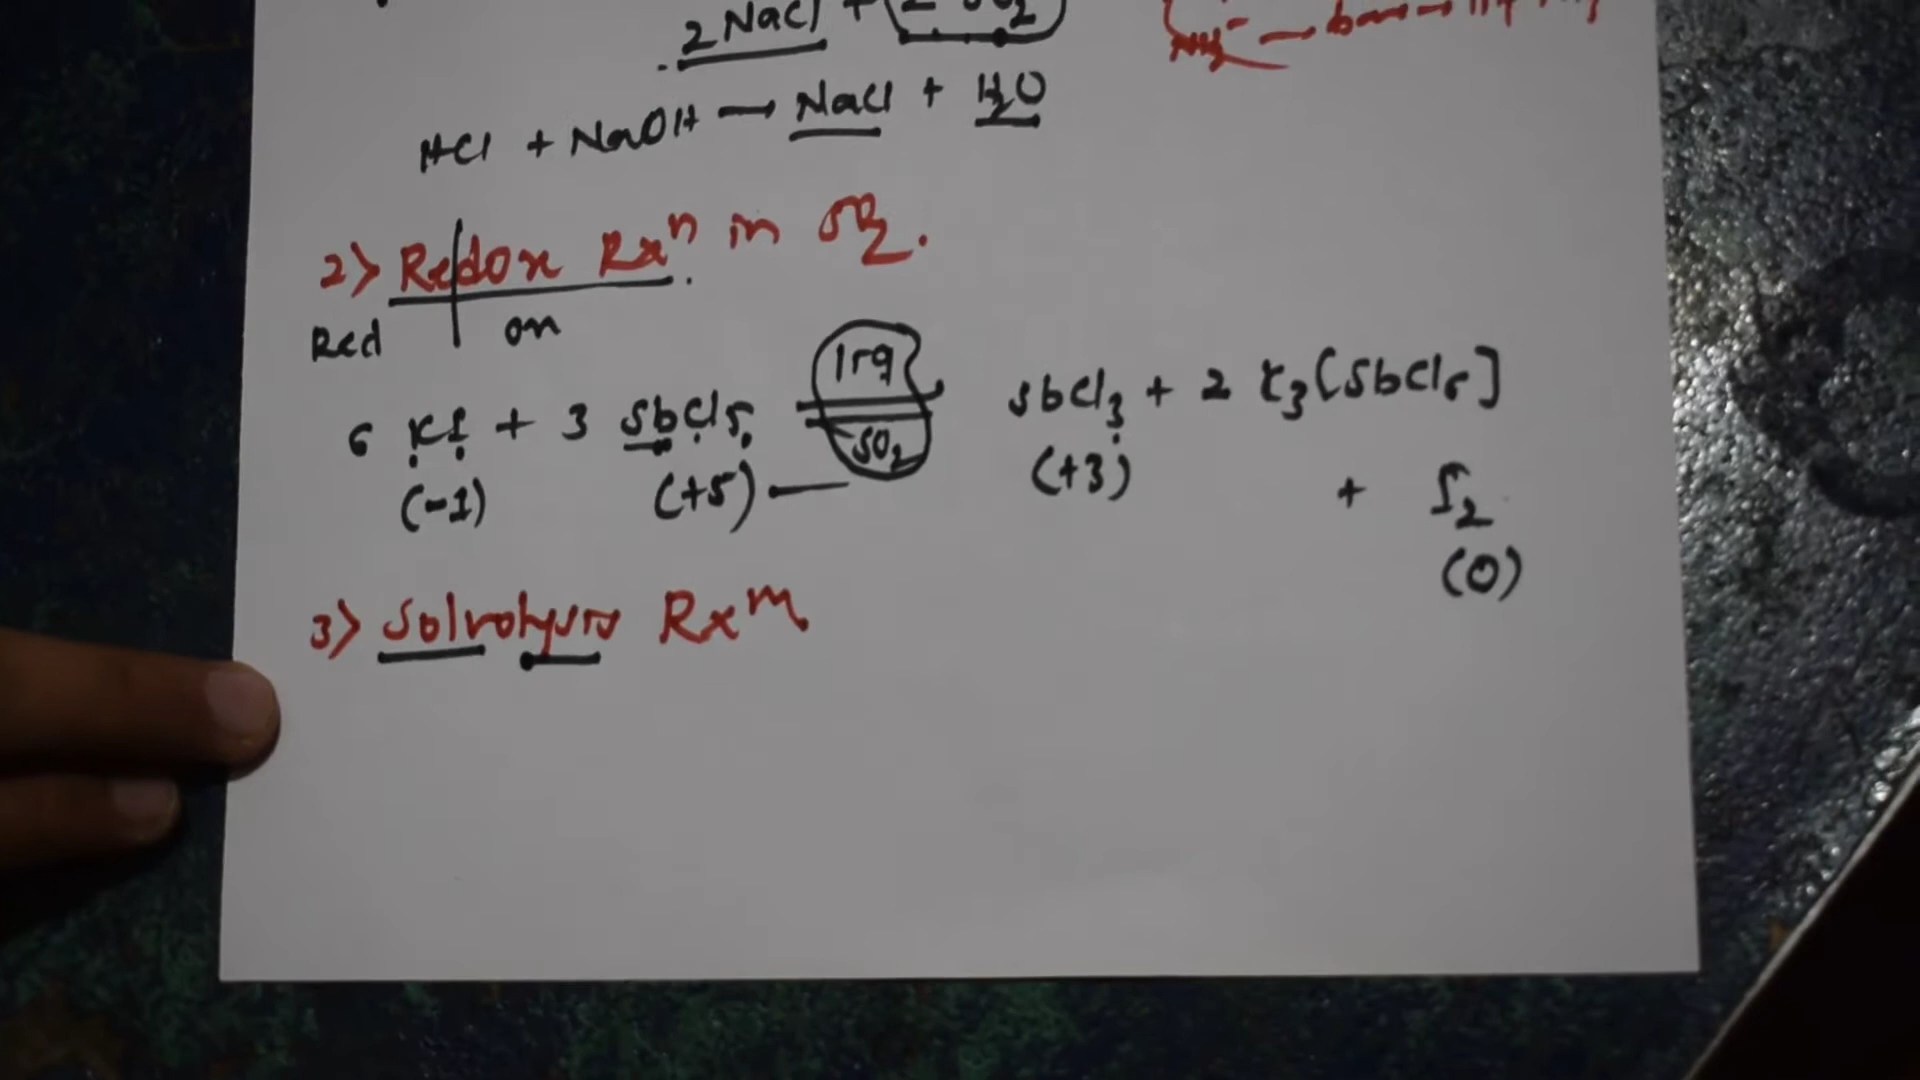 2NaCl +
HCl + NaOH → NaCl + H2O
2> Redox Rxn in SO2.
Red | on
6 KI + 3 SbCl5 liq SO2 SbCl3 + 2 K3[SbCl6]
(-1) (+5) (+3) + I2
(0)
3> Solvolysis Rxn